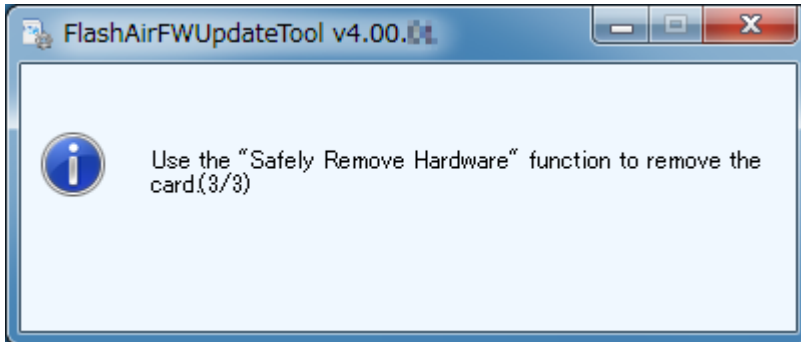 FlashAirFWUpdateTool v4.00.
Use the "Safely Remove Hardware" function to remove the
card.(3/3)